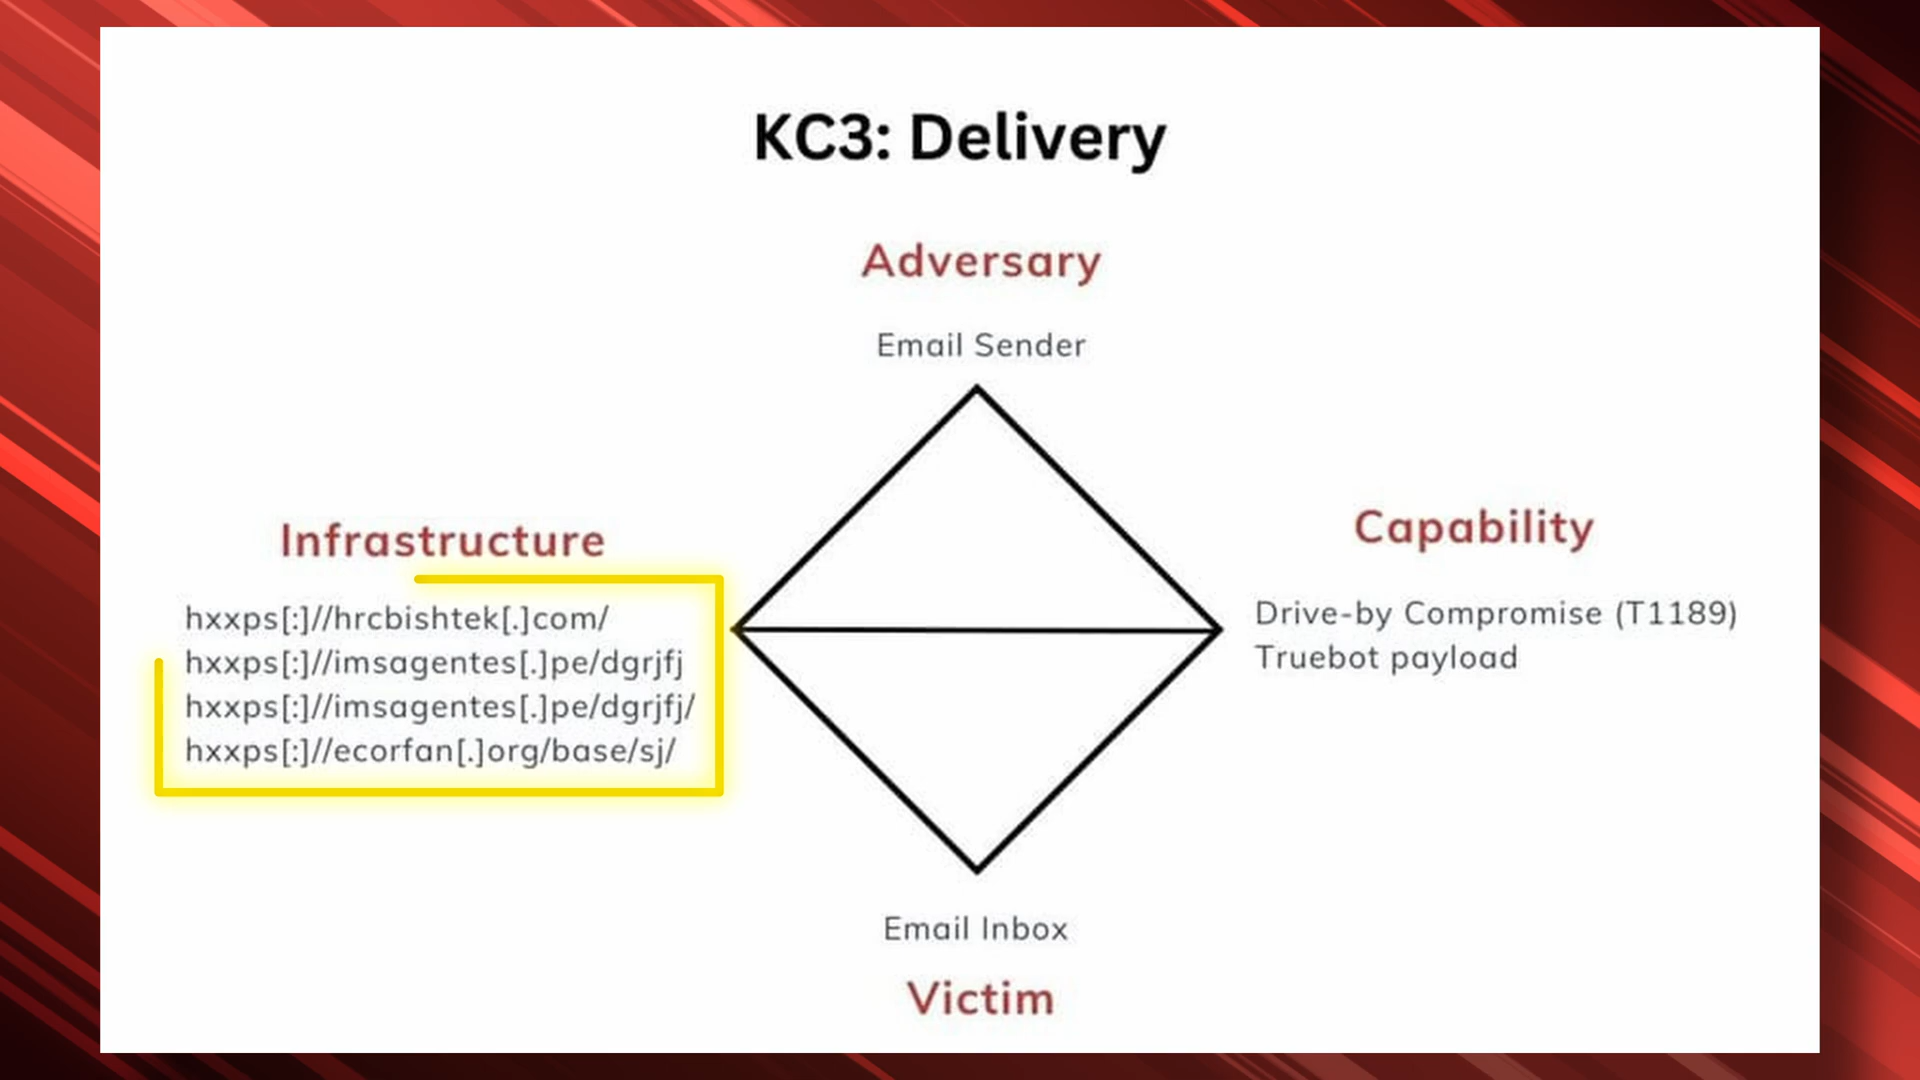 KC3: Delivery
Adversary
Email Sender
Infrastructure
hxxps[:]//hrcbishtek[.]com/
hxxps[:]//imsagentes[.]pe/dgrjfj
hxxps[:]//imsagentes[.]pe/dgrjfj/
hxxps[:]//ecorfan[.]org/base/sj/
Capability
Drive-by Compromise (T1189)
Truebot payload
Email Inbox
Victim